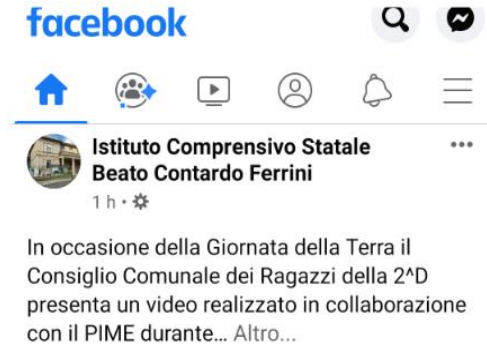 facebook
Istituto Comprensivo Statale
Beato Contardo Ferrini
1 h •
In occasione della Giornata della Terra il
Consiglio Comunale dei Ragazzi della 2^D
presenta un video realizzato in collaborazione
con il PIME durante... Altro...